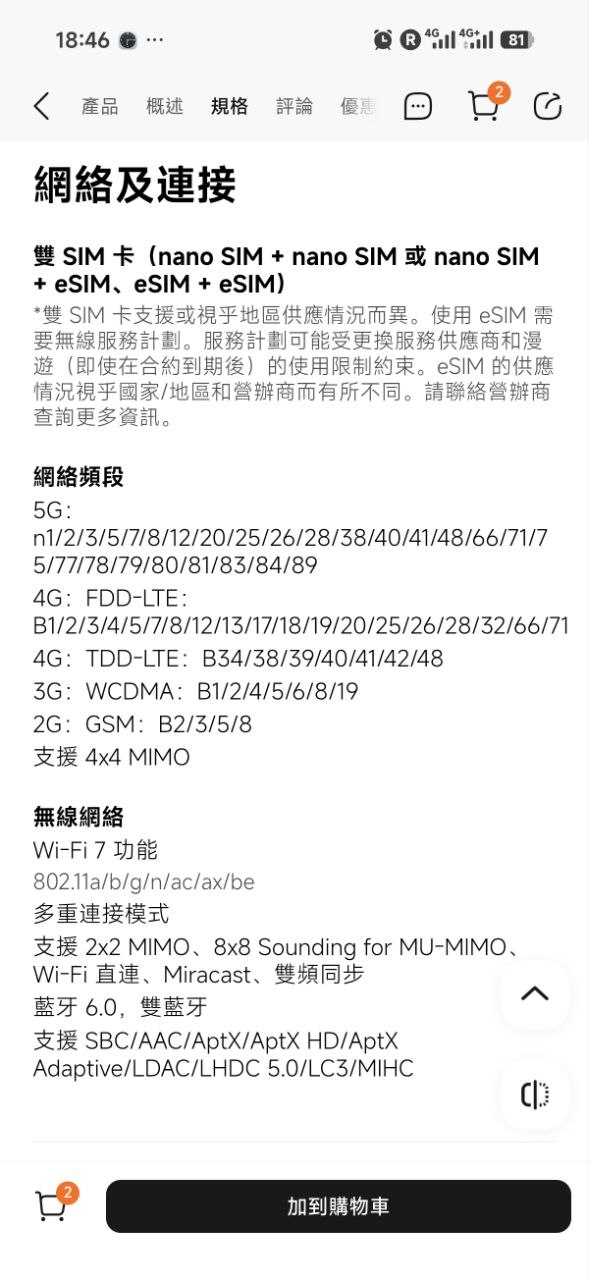 18:46 ···
R 4G 4G+ 81
產品 概述 規格 評論 優惠 2
網絡及連接
雙 SIM 卡（nano SIM + nano SIM 或 nano SIM
+ eSIM、eSIM + eSIM）
*雙 SIM 卡支援或視乎地區供應情況而異。使用 eSIM 需
要無線服務計劃。服務計劃可能受更換服務供應商和漫
遊（即使在合約到期後）的使用限制約束。eSIM 的供應
情況視乎國家/地區和營辦商而有所不同。請聯絡營辦商
查詢更多資訊。
網絡頻段
5G：
n1/2/3/5/7/8/12/20/25/26/28/38/40/41/48/66/71/7
5/77/78/79/80/81/83/84/89
4G：FDD-LTE：
B1/2/3/4/5/7/8/12/13/17/18/19/20/25/26/28/32/66/71
4G：TDD-LTE：B34/38/39/40/41/42/48
3G：WCDMA：B1/2/4/5/6/8/19
2G：GSM：B2/3/5/8
支援 4x4 MIMO
無線網絡
Wi-Fi 7 功能
802.11a/b/g/n/ac/ax/be
多重連接模式
支援 2x2 MIMO、8x8 Sounding for MU-MIMO、
Wi-Fi 直連、Miracast、雙頻同步
藍牙 6.0，雙藍牙
支援 SBC/AAC/AptX/AptX HD/AptX
Adaptive/LDAC/LHDC 5.0/LC3/MIHC
2 加到購物車